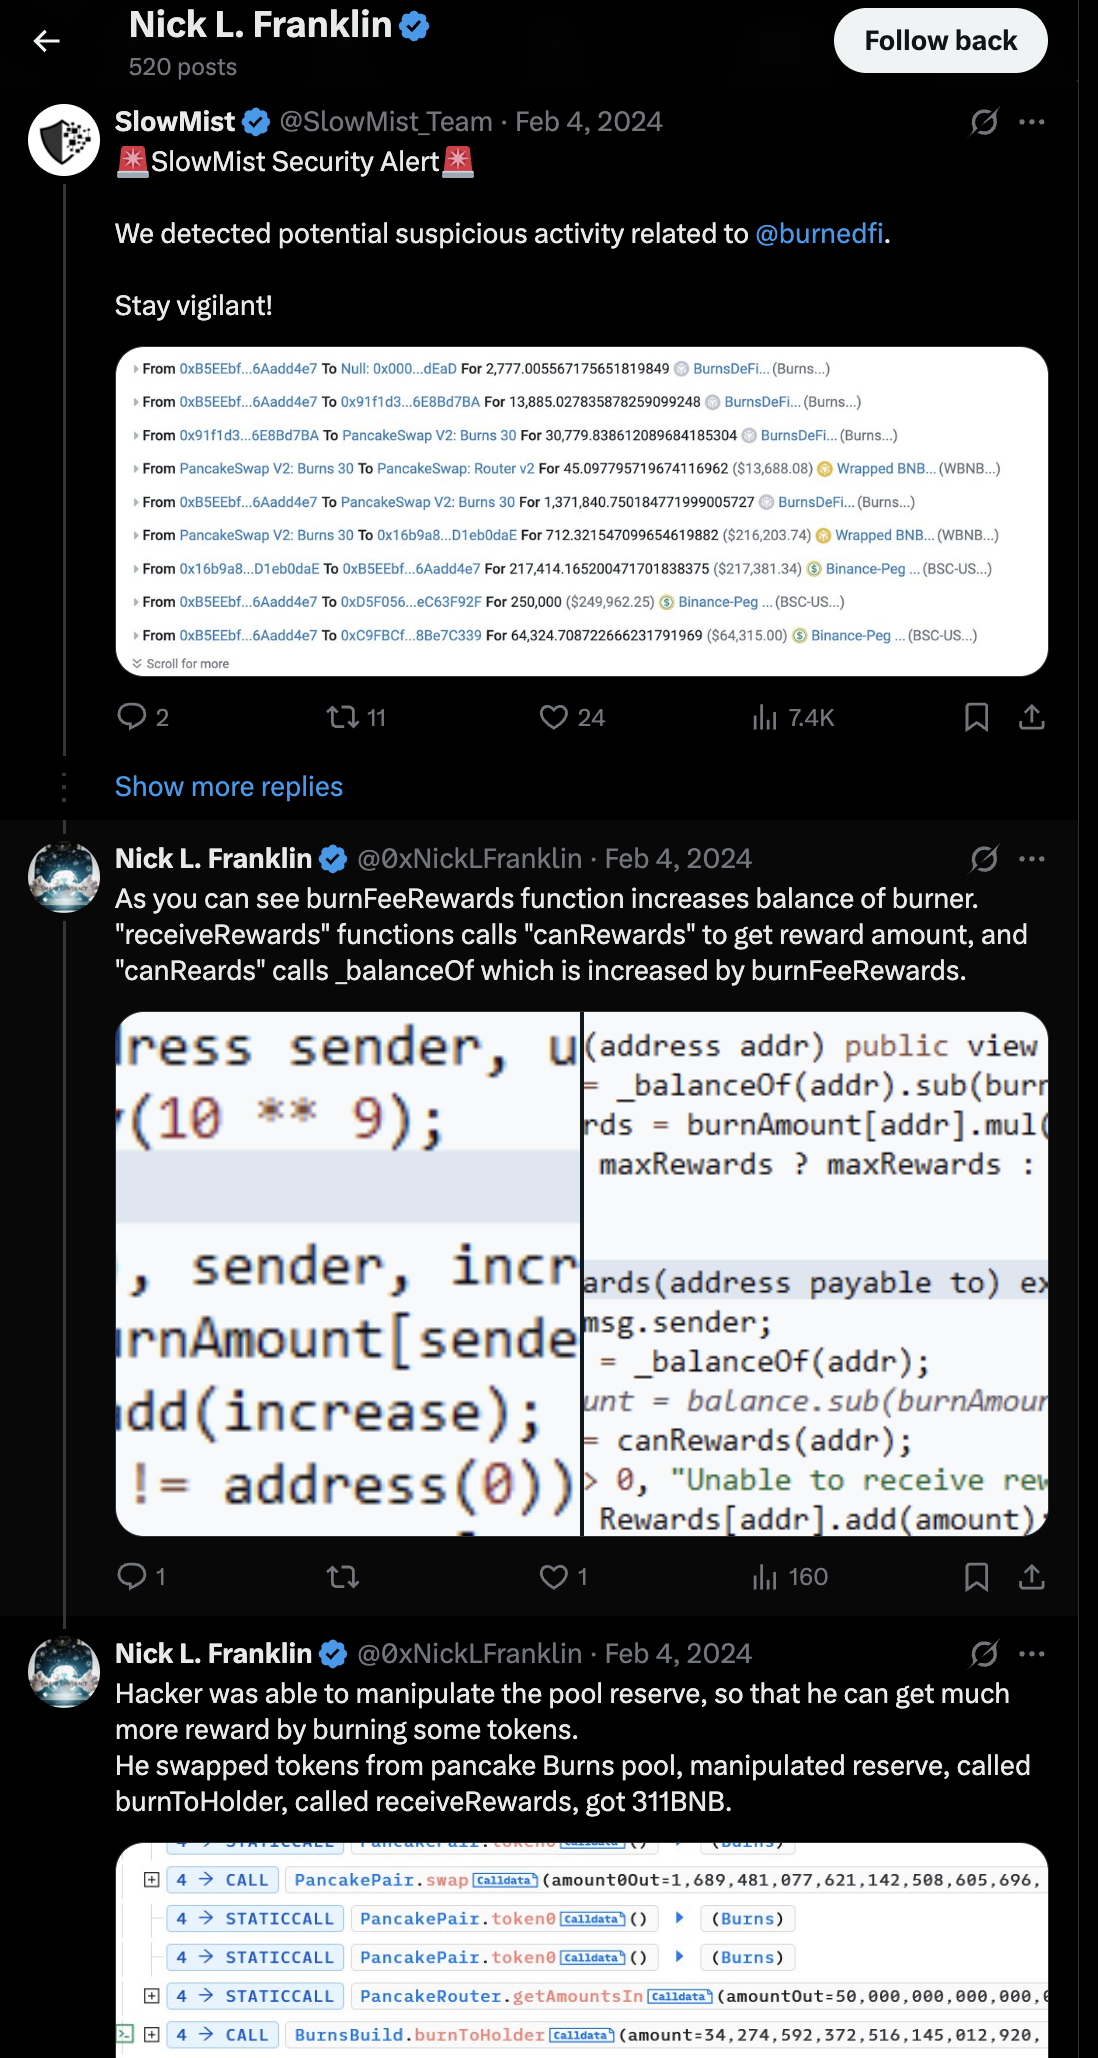 Nick L. Franklin
520 posts
Follow back
SlowMist @SlowMist_Team · Feb 4, 2024
SlowMist Security Alert
We detected potential suspicious activity related to @burnedfi.
Stay vigilant!
From 0xB5EEbf...6Aadd4e7 To Null: 0x000...dEaD For 2,777.005567175651819849 BurnsDeFi... (Burns...)
From 0xB5EEbf...6Aadd4e7 To 0x91f1d3...6E8Bd7BA For 13,885.027835878259099248 BurnsDeFi... (Burns...)
From 0x91f1d3...6E8Bd7BA To PancakeSwap V2: Burns 30 For 30,779.838612089684185304 BurnsDeFi... (Burns...)
From PancakeSwap V2: Burns 30 To PancakeSwap: Router v2 For 45.097795719674116962 ($13,688.08) Wrapped BNB... (WBNB...)
From 0xB5EEbf...6Aadd4e7 To PancakeSwap V2: Burns 30 For 1,371,840.750184771999005727 BurnsDeFi... (Burns...)
From PancakeSwap V2: Burns 30 To 0x16b9a8...D1eb0daE For 712.321547099654619882 ($216,203.74) Wrapped BNB... (WBNB...)
From 0x16b9a8...D1eb0daE To 0xB5EEbf...6Aadd4e7 For 217,414.165200471701838375 ($217,381.34) Binance-Peg ... (BSC-US...)
From 0xB5EEbf...6Aadd4e7 To 0xD5F056...eC63F92F For 250,000 ($249,962.25) Binance-Peg ... (BSC-US...)
From 0xB5EEbf...6Aadd4e7 To 0xC9FBCf...8Be7C339 For 64,324.708722666231791969 ($64,315.00) Binance-Peg ... (BSC-US...)
Scroll for more
2 11 24 7.4K
Show more replies
Nick L. Franklin @0xNickLFranklin · Feb 4, 2024
As you can see burnFeeRewards function increases balance of burner.
"receiveRewards" functions calls "canRewards" to get reward amount, and
"canReards" calls _balanceOf which is increased by burnFeeRewards.
ress sender, u
(10 ** 9);
, sender, incr
rnAmount[sende
dd(increase);
!= address(0))
(address addr) public view
= _balanceOf(addr).sub(burn
rds = burnAmount[addr].mul(
maxRewards ? maxRewards :
ards(address payable to) ex
msg.sender;
= _balanceOf(addr);
unt = balance.sub(burnAmour
= canRewards(addr);
> 0, "Unable to receive rew
Rewards[addr].add(amount);
1 1 160
Nick L. Franklin @0xNickLFranklin · Feb 4, 2024
Hacker was able to manipulate the pool reserve, so that he can get much
more reward by burning some tokens.
He swapped tokens from pancake Burns pool, manipulated reserve, called
burnToHolder, called receiveRewards, got 311BNB.
4 → STATICCALL PancakePair.token0 Calldata () (Burns)
4 → CALL PancakePair.swap Calldata (amount0Out=1,689,481,077,621,142,508,605,696,
4 → STATICCALL PancakePair.token0 Calldata () (Burns)
4 → STATICCALL PancakePair.token0 Calldata () (Burns)
4 → STATICCALL PancakeRouter.getAmountsIn Calldata (amountOut=50,000,000,000,000,0
4 → CALL BurnsBuild.burnToHolder Calldata (amount=34,274,592,372,516,145,012,920,